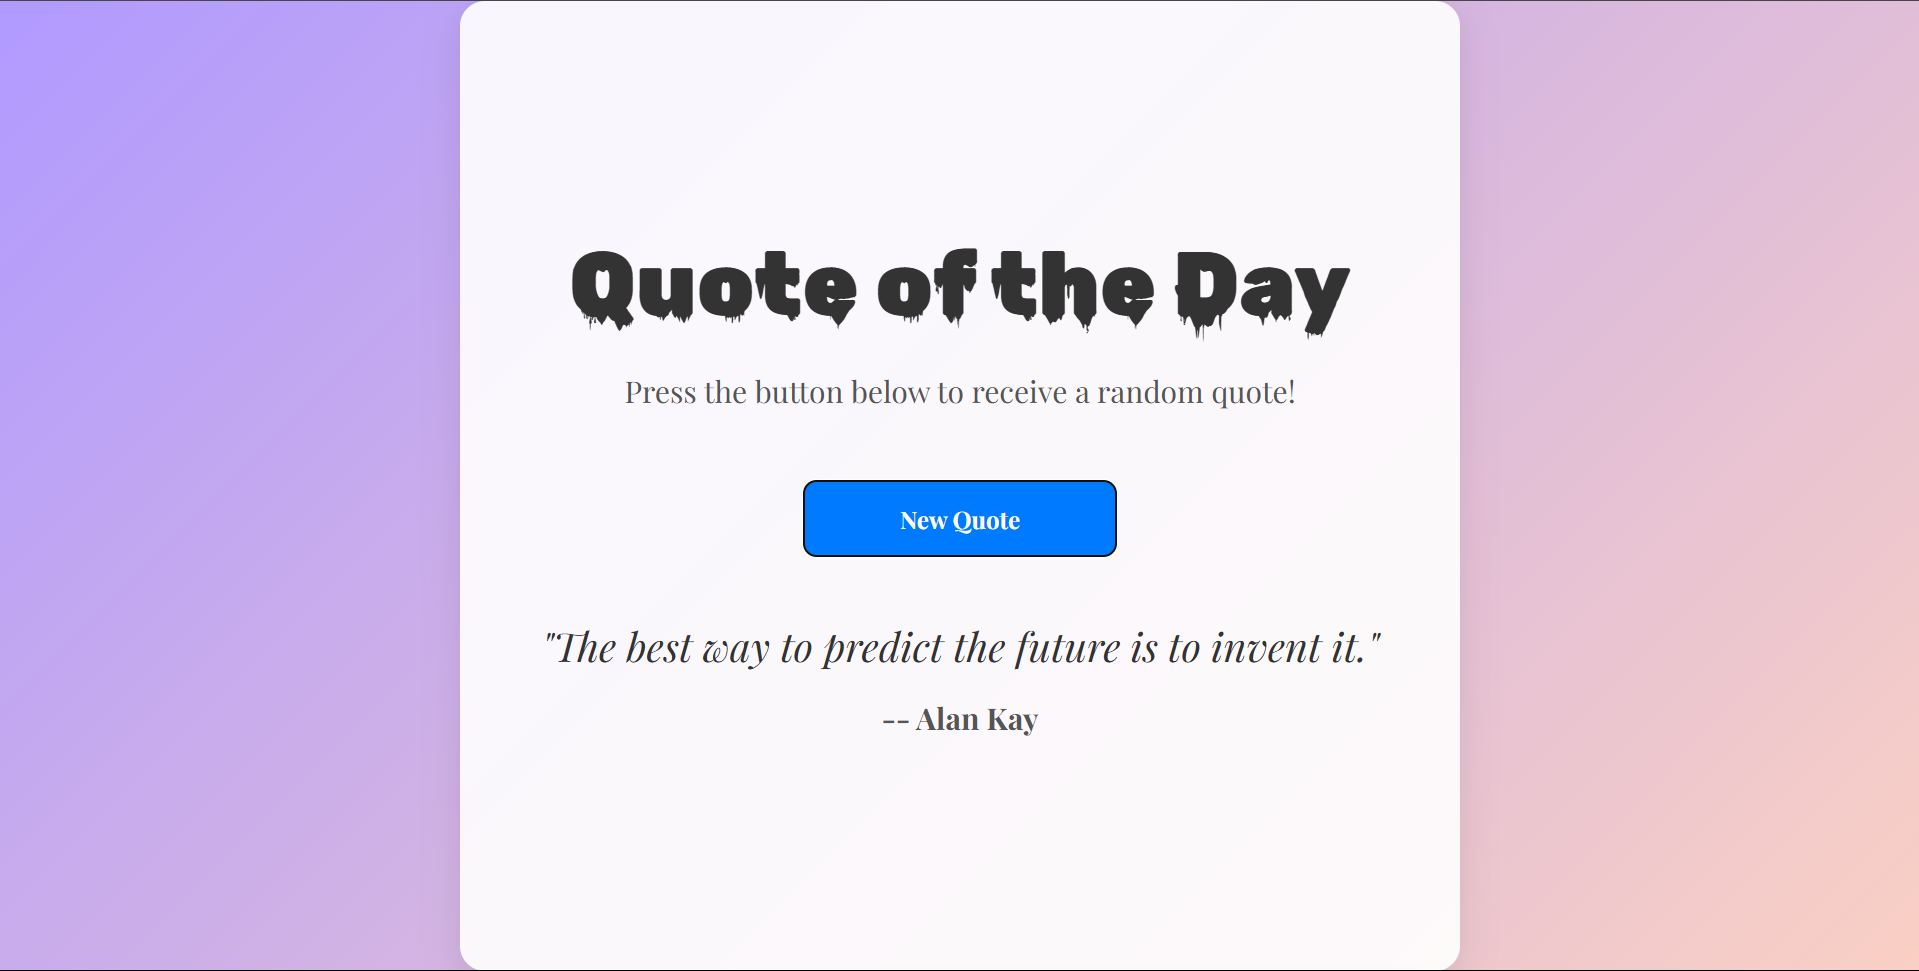 Quote of the Day
Press the button below to receive a random quote!
New Quote
"The best way to predict the future is to invent it."
-- Alan Kay